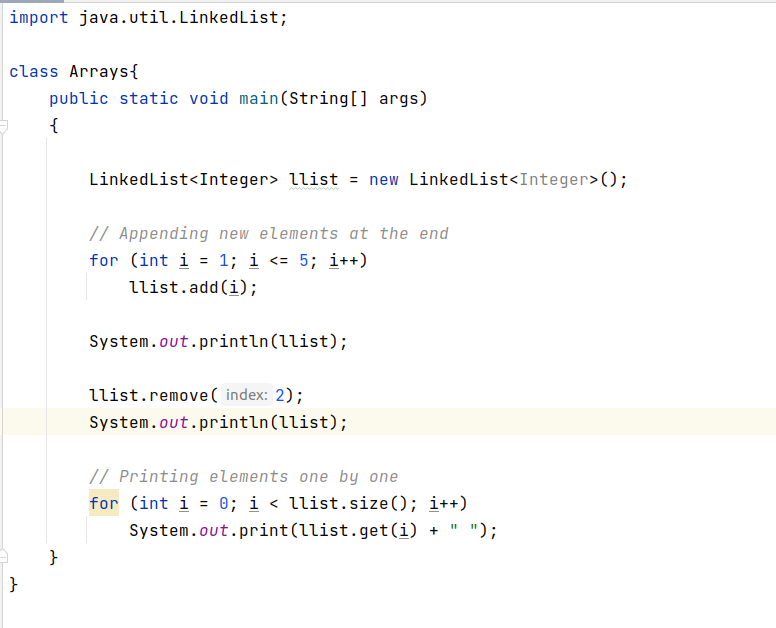 import java.util.LinkedList;
class Arrays{
public static void main(String[] args)
{
LinkedList<Integer> llist = new LinkedList<Integer>();
// Appending new elements at the end
for (int i = 1; i <= 5; i++)
llist.add(i);
System.out.println(llist);
llist.remove( index: 2);
System.out.println(llist);
// Printing elements one by one
for (int i = 0; i < llist.size(); i++)
System.out.print(llist.get(i) + " ");
}
}